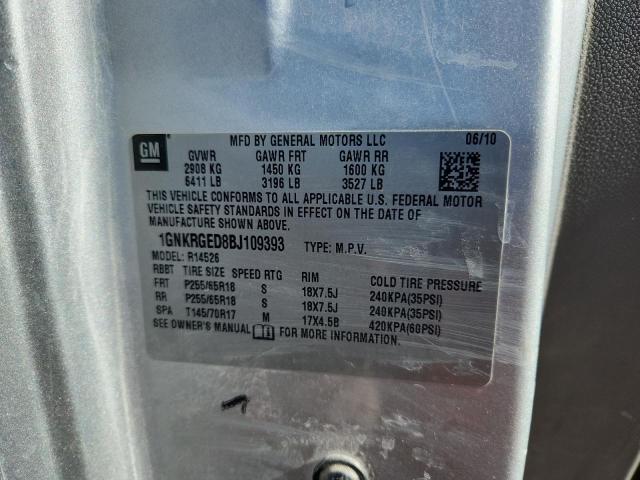 GM
MFD BY GENERAL MOTORS LLC 06/10
GVWR GAWR FRT GAWR RR
2908 KG 1450 KG 1600 KG
6411 LB 3196 LB 3527 LB
THIS VEHICLE CONFORMS TO ALL APPLICABLE U.S. FEDERAL MOTOR
VEHICLE SAFETY STANDARDS IN EFFECT ON THE DATE OF
MANUFACTURE SHOWN ABOVE.
1GNKRGED8BJ109393 TYPE: M.P.V.
MODEL: R14526
RBBT TIRE SIZE SPEED RTG RIM COLD TIRE PRESSURE
FRT P255/65R18 S 18X7.5J 240KPA(35PSI)
RR P255/65R18 S 18X7.5J 240KPA(35PSI)
SPA T145/70R17 M 17X4.5B 420KPA(60PSI)
SEE OWNER'S MANUAL FOR MORE INFORMATION.